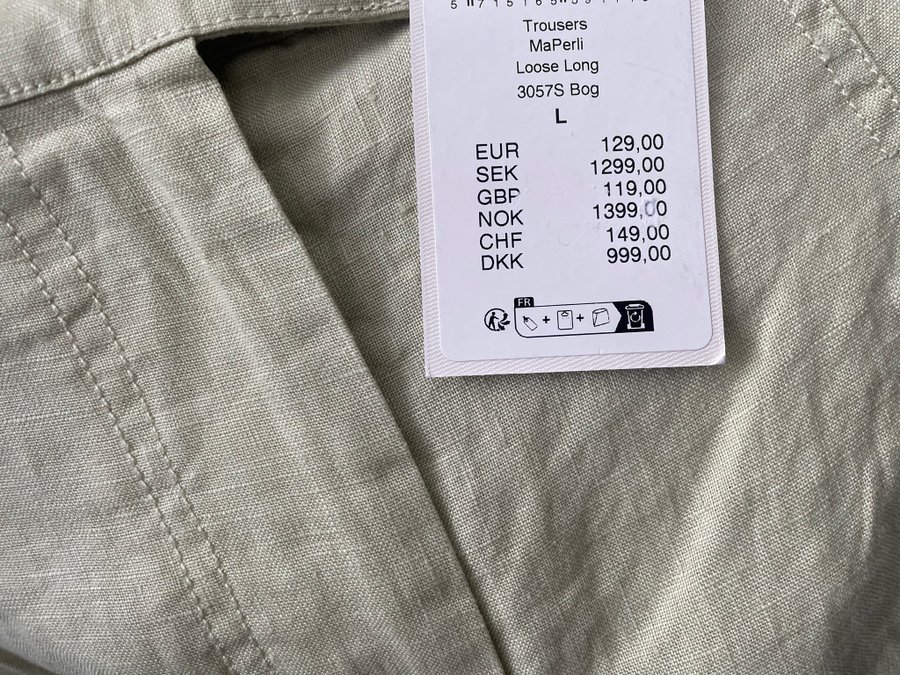 Trousers
MaPerli
Loose Long
3057S Bog
L
EUR 129,00
SEK 1299,00
GBP 119,00
NOK 1399,00
CHF 149,00
DKK 999,00
FR
+ +